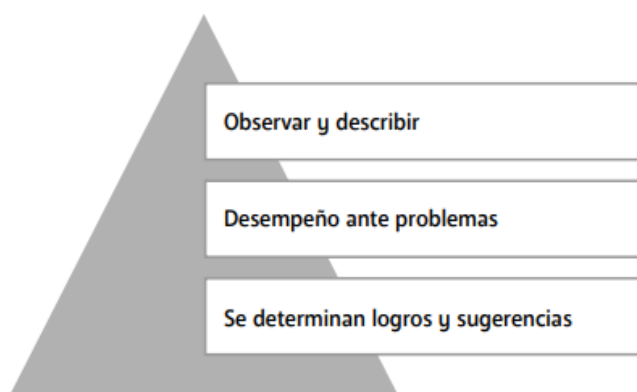 Observar y describir
Desempeño ante problemas
Se determinan logros y sugerencias